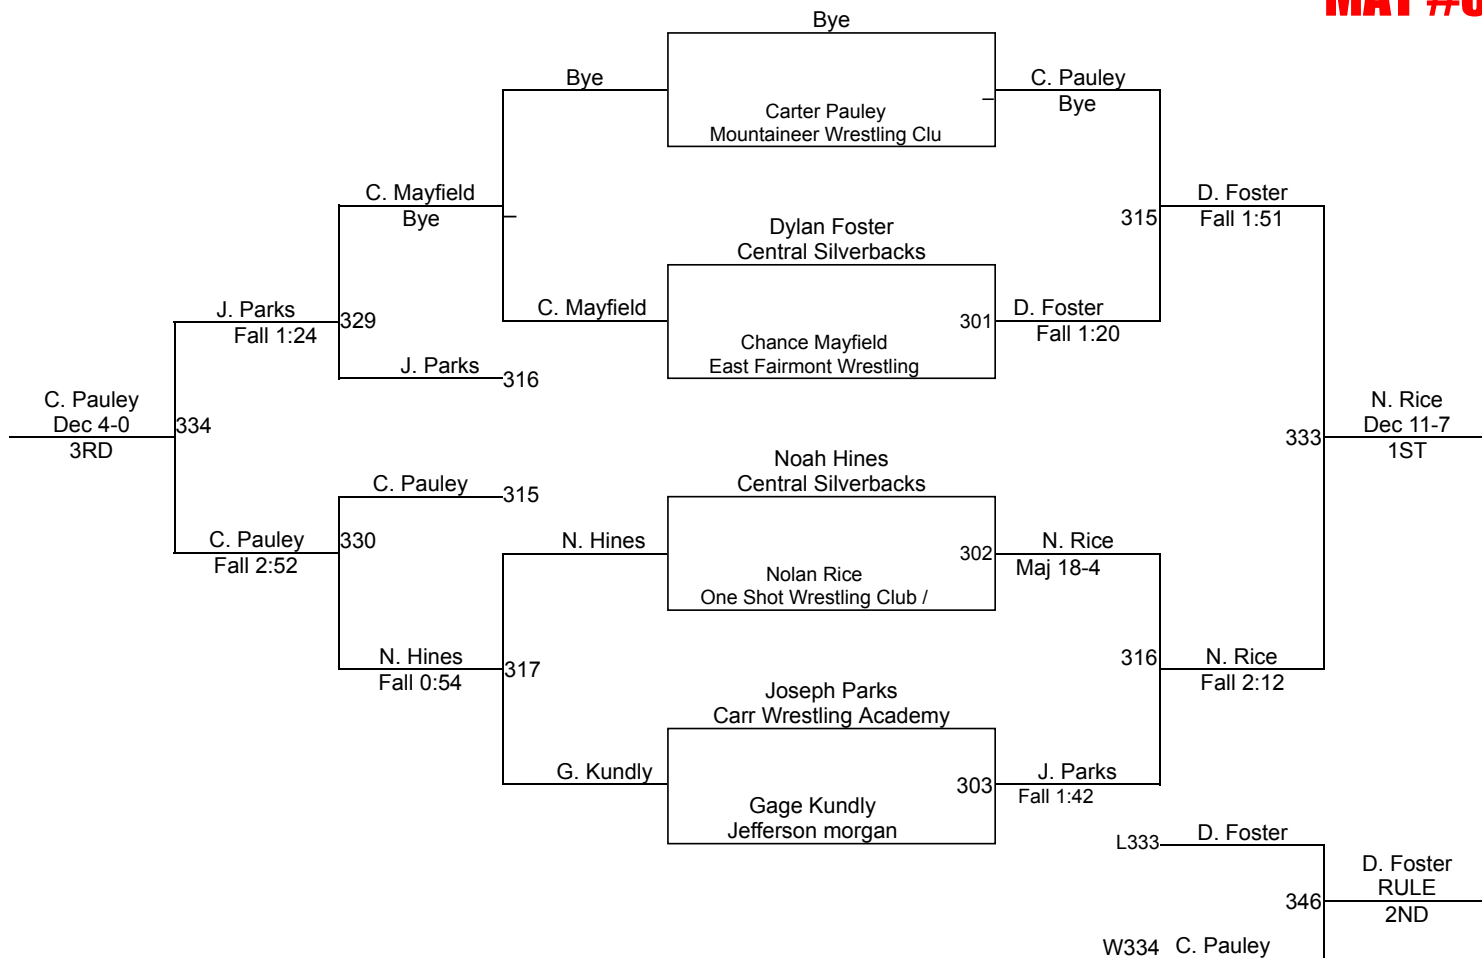 MAT #
Bye
Bye
C. Pauley
Bye
Carter Pauley
Mountaineer Wrestling Clu
C. Mayfield
Bye
D. Foster
Fall 1:51
315
Dylan Foster
Central Silverbacks
C. Mayfield
D. Foster
Fall 1:20
301
Chance Mayfield
East Fairmont Wrestling
J. Parks
Fall 1:24
329
J. Parks
316
C. Pauley
Dec 4-0
3RD
334
N. Rice
Dec 11-7
1ST
333
Noah Hines
Central Silverbacks
C. Pauley
315
C. Pauley
Fall 2:52
330
N. Hines
302
N. Rice
Maj 18-4
Nolan Rice
One Shot Wrestling Club /
N. Hines
Fall 0:54
317
316
N. Rice
Fall 2:12
Joseph Parks
Carr Wrestling Academy
G. Kundly
303
J. Parks
Fall 1:42
Gage Kundly
Jefferson morgan
L333
D. Foster
D. Foster
RULE
2ND
346
W334
C. Pauley